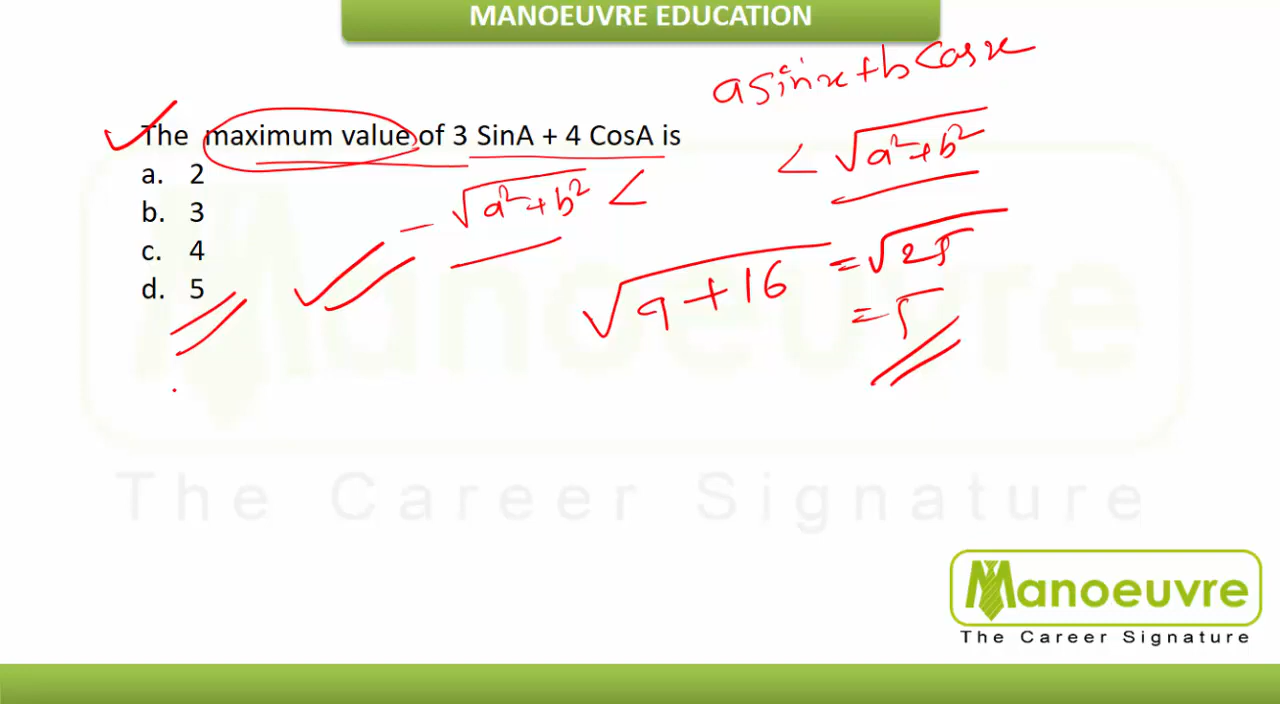 MANOEUVRE EDUCATION
a sin x + b Cos x
The maximum value of 3 SinA + 4 CosA is
< √a² + b²
a. 2
b. 3
- √a² + b² <
c. 4
d. 5
√9 + 16 = √25
= 5
Manoeuvre
The Career Signature
Manoeuvre
The Career Signature